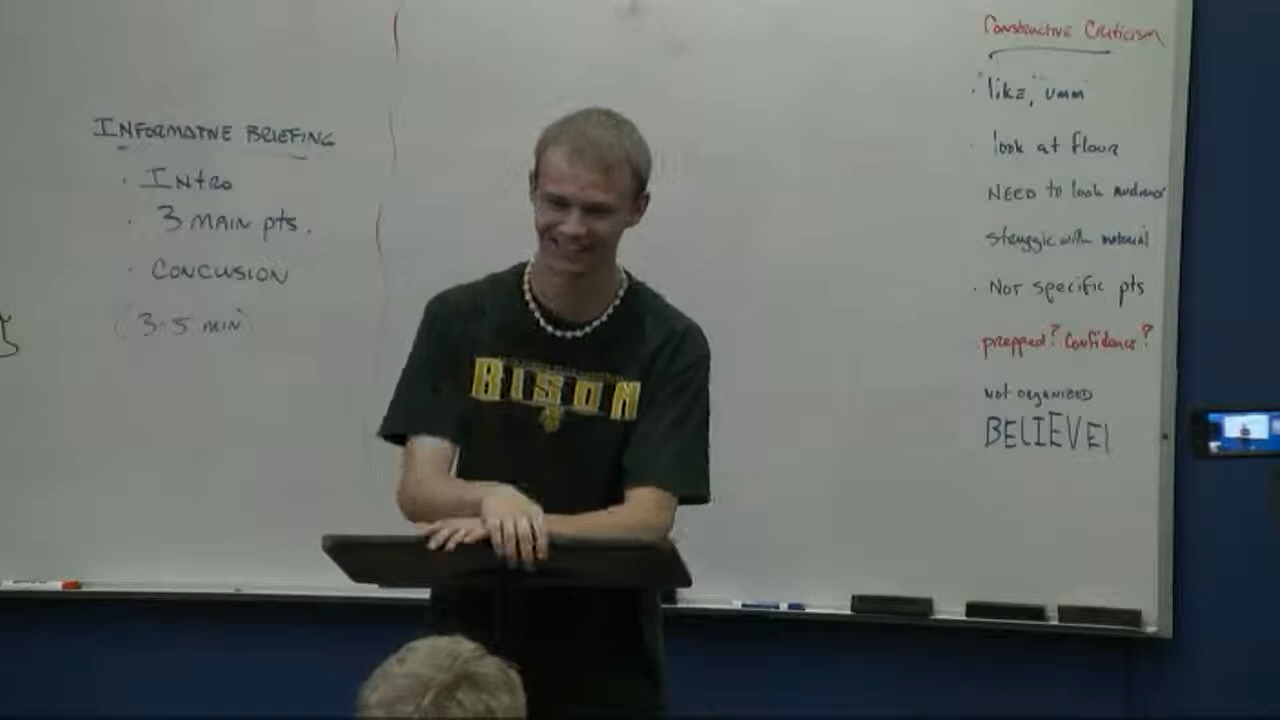 INFORMATIVE BRIEFING
· INtro
· 3 MAIN pts.
· CONCLUSION
(3-5 MIN)
BISON
Constructive Criticism
· "like, umm"
· look at flour
NEED to look Audience
struggle with material
· Not specific pts
prepped? Confidence?
not organized
BELIEVE!